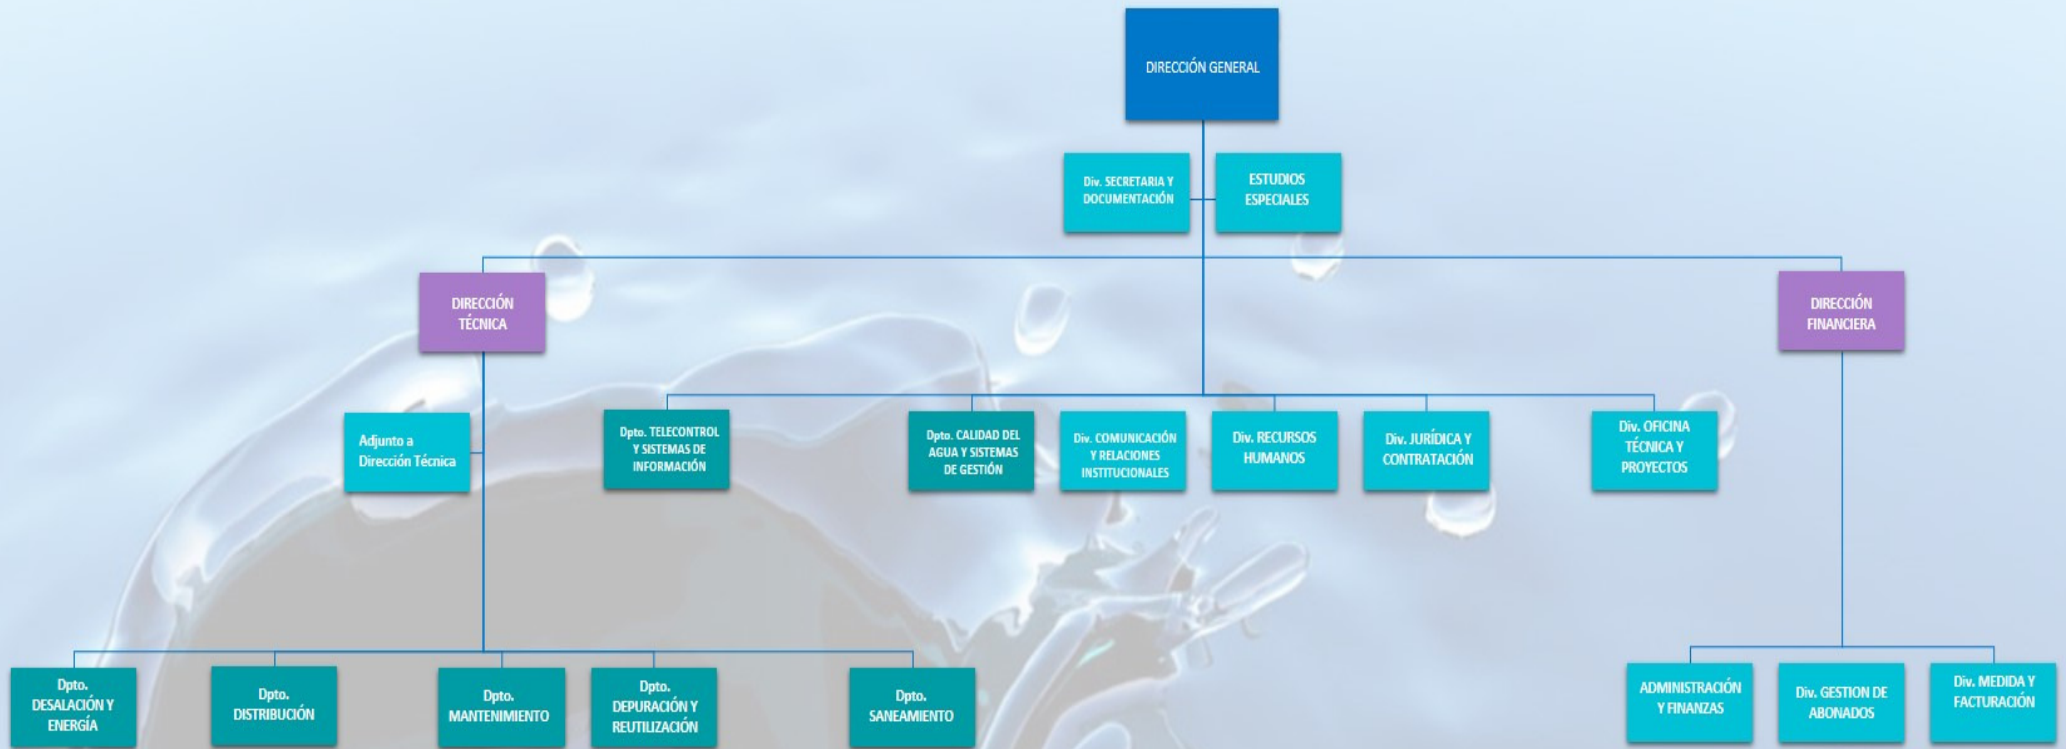 DIRECCIÓN GENERAL
Div. SECRETARIA Y
DOCUMENTACIÓN
ESTUDIOS
ESPECIALES
DIRECCIÓN
TÉCNICA
DIRECCIÓN
FINANCIERA
Adjunto a
Dirección Técnica
Dpto. TELECONTROL
Y SISTEMAS DE
INFORMACIÓN
Dpto. CALIDAD DEL
AGUA Y SISTEMAS
DE GESTIÓN
Div. COMUNICACIÓN
Y RELACIONES
INSTITUCIONALES
Div. RECURSOS
HUMANOS
Div. JURÍDICA Y
CONTRATACIÓN
Div. OFICINA
TÉCNICA Y
PROYECTOS
Dpto.
DESALACIÓN Y
ENERGÍA
Dpto.
DISTRIBUCIÓN
Dpto.
MANTENIMIENTO
Dpto.
DEPURACIÓN Y
REUTILIZACIÓN
Dpto.
SANEAMIENTO
ADMINISTRACIÓN
Y FINANZAS
Div. GESTION DE
ABONADOS
Div. MEDIDA Y
FACTURACIÓN